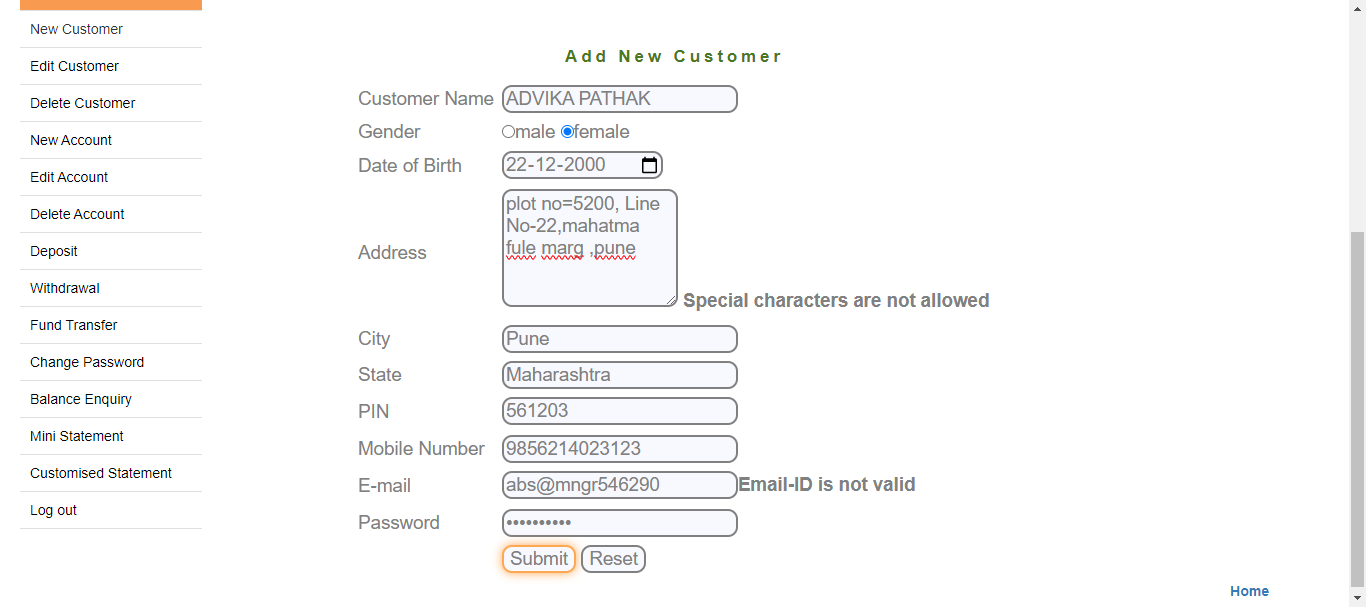 New Customer
Edit Customer
Delete Customer
New Account
Edit Account
Delete Account
Deposit
Withdrawal
Fund Transfer
Change Password
Balance Enquiry
Mini Statement
Customised Statement
Log out
Add New Customer
Customer Name ADVIKA PATHAK
Gender male female
Date of Birth 22-12-2000
Address
plot no=5200, Line
No-22,mahatma
fule marg ,pune
Special characters are not allowed
City Pune
State Maharashtra
PIN 561203
Mobile Number 9856214023123
E-mail abs@mngr546290 Email-ID is not valid
Password ••••••••••
Submit Reset
Home